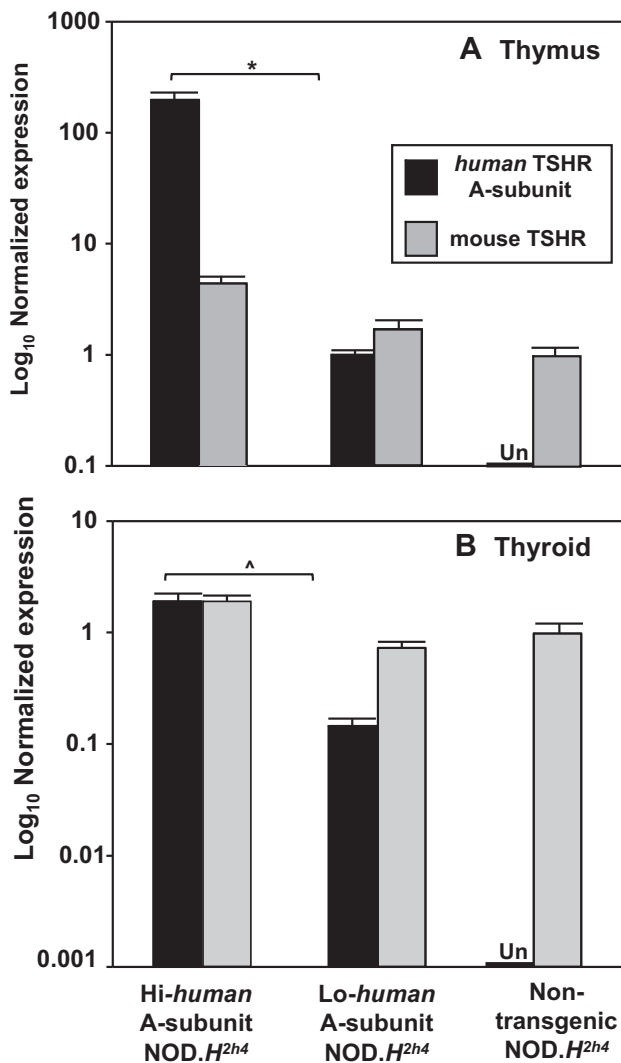 A Thymus
1000
100
10
1
0.1
Log10 Normalized expression
*
human TSHR
A-subunit
mouse TSHR
Un
B Thyroid
10
1
0.1
0.01
0.001
Log10 Normalized expression
^
Un
Hi-human
A-subunit
NOD.H2h4
Lo-human
A-subunit
NOD.H2h4
Non-
transgenic
NOD.H2h4